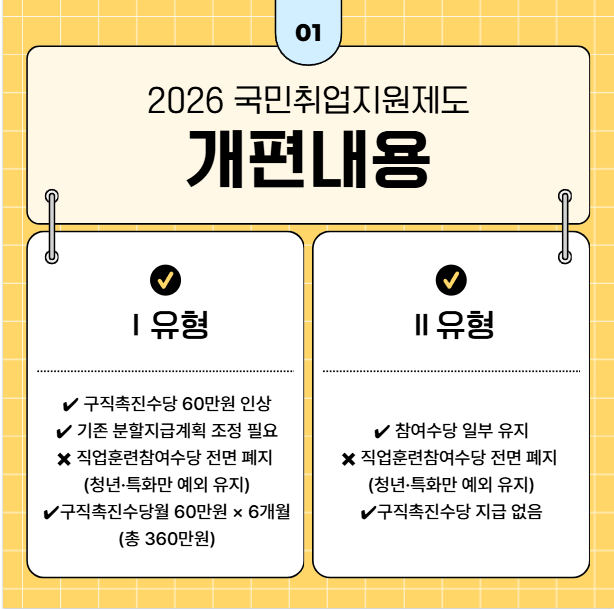 01
2026 국민취업지원제도
개편내용
✔
Ⅰ 유형
✔ 구직촉진수당 60만원 인상
✔ 기존 분할지급계획 조정 필요
✖ 직업훈련참여수당 전면 폐지
(청년·특화만 예외 유지)
✔구직촉진수당월 60만원 × 6개월
(총 360만원)
✔
Ⅱ 유형
✔ 참여수당 일부 유지
✖ 직업훈련참여수당 전면 폐지
(청년·특화만 예외 유지)
✔구직촉진수당 지급 없음